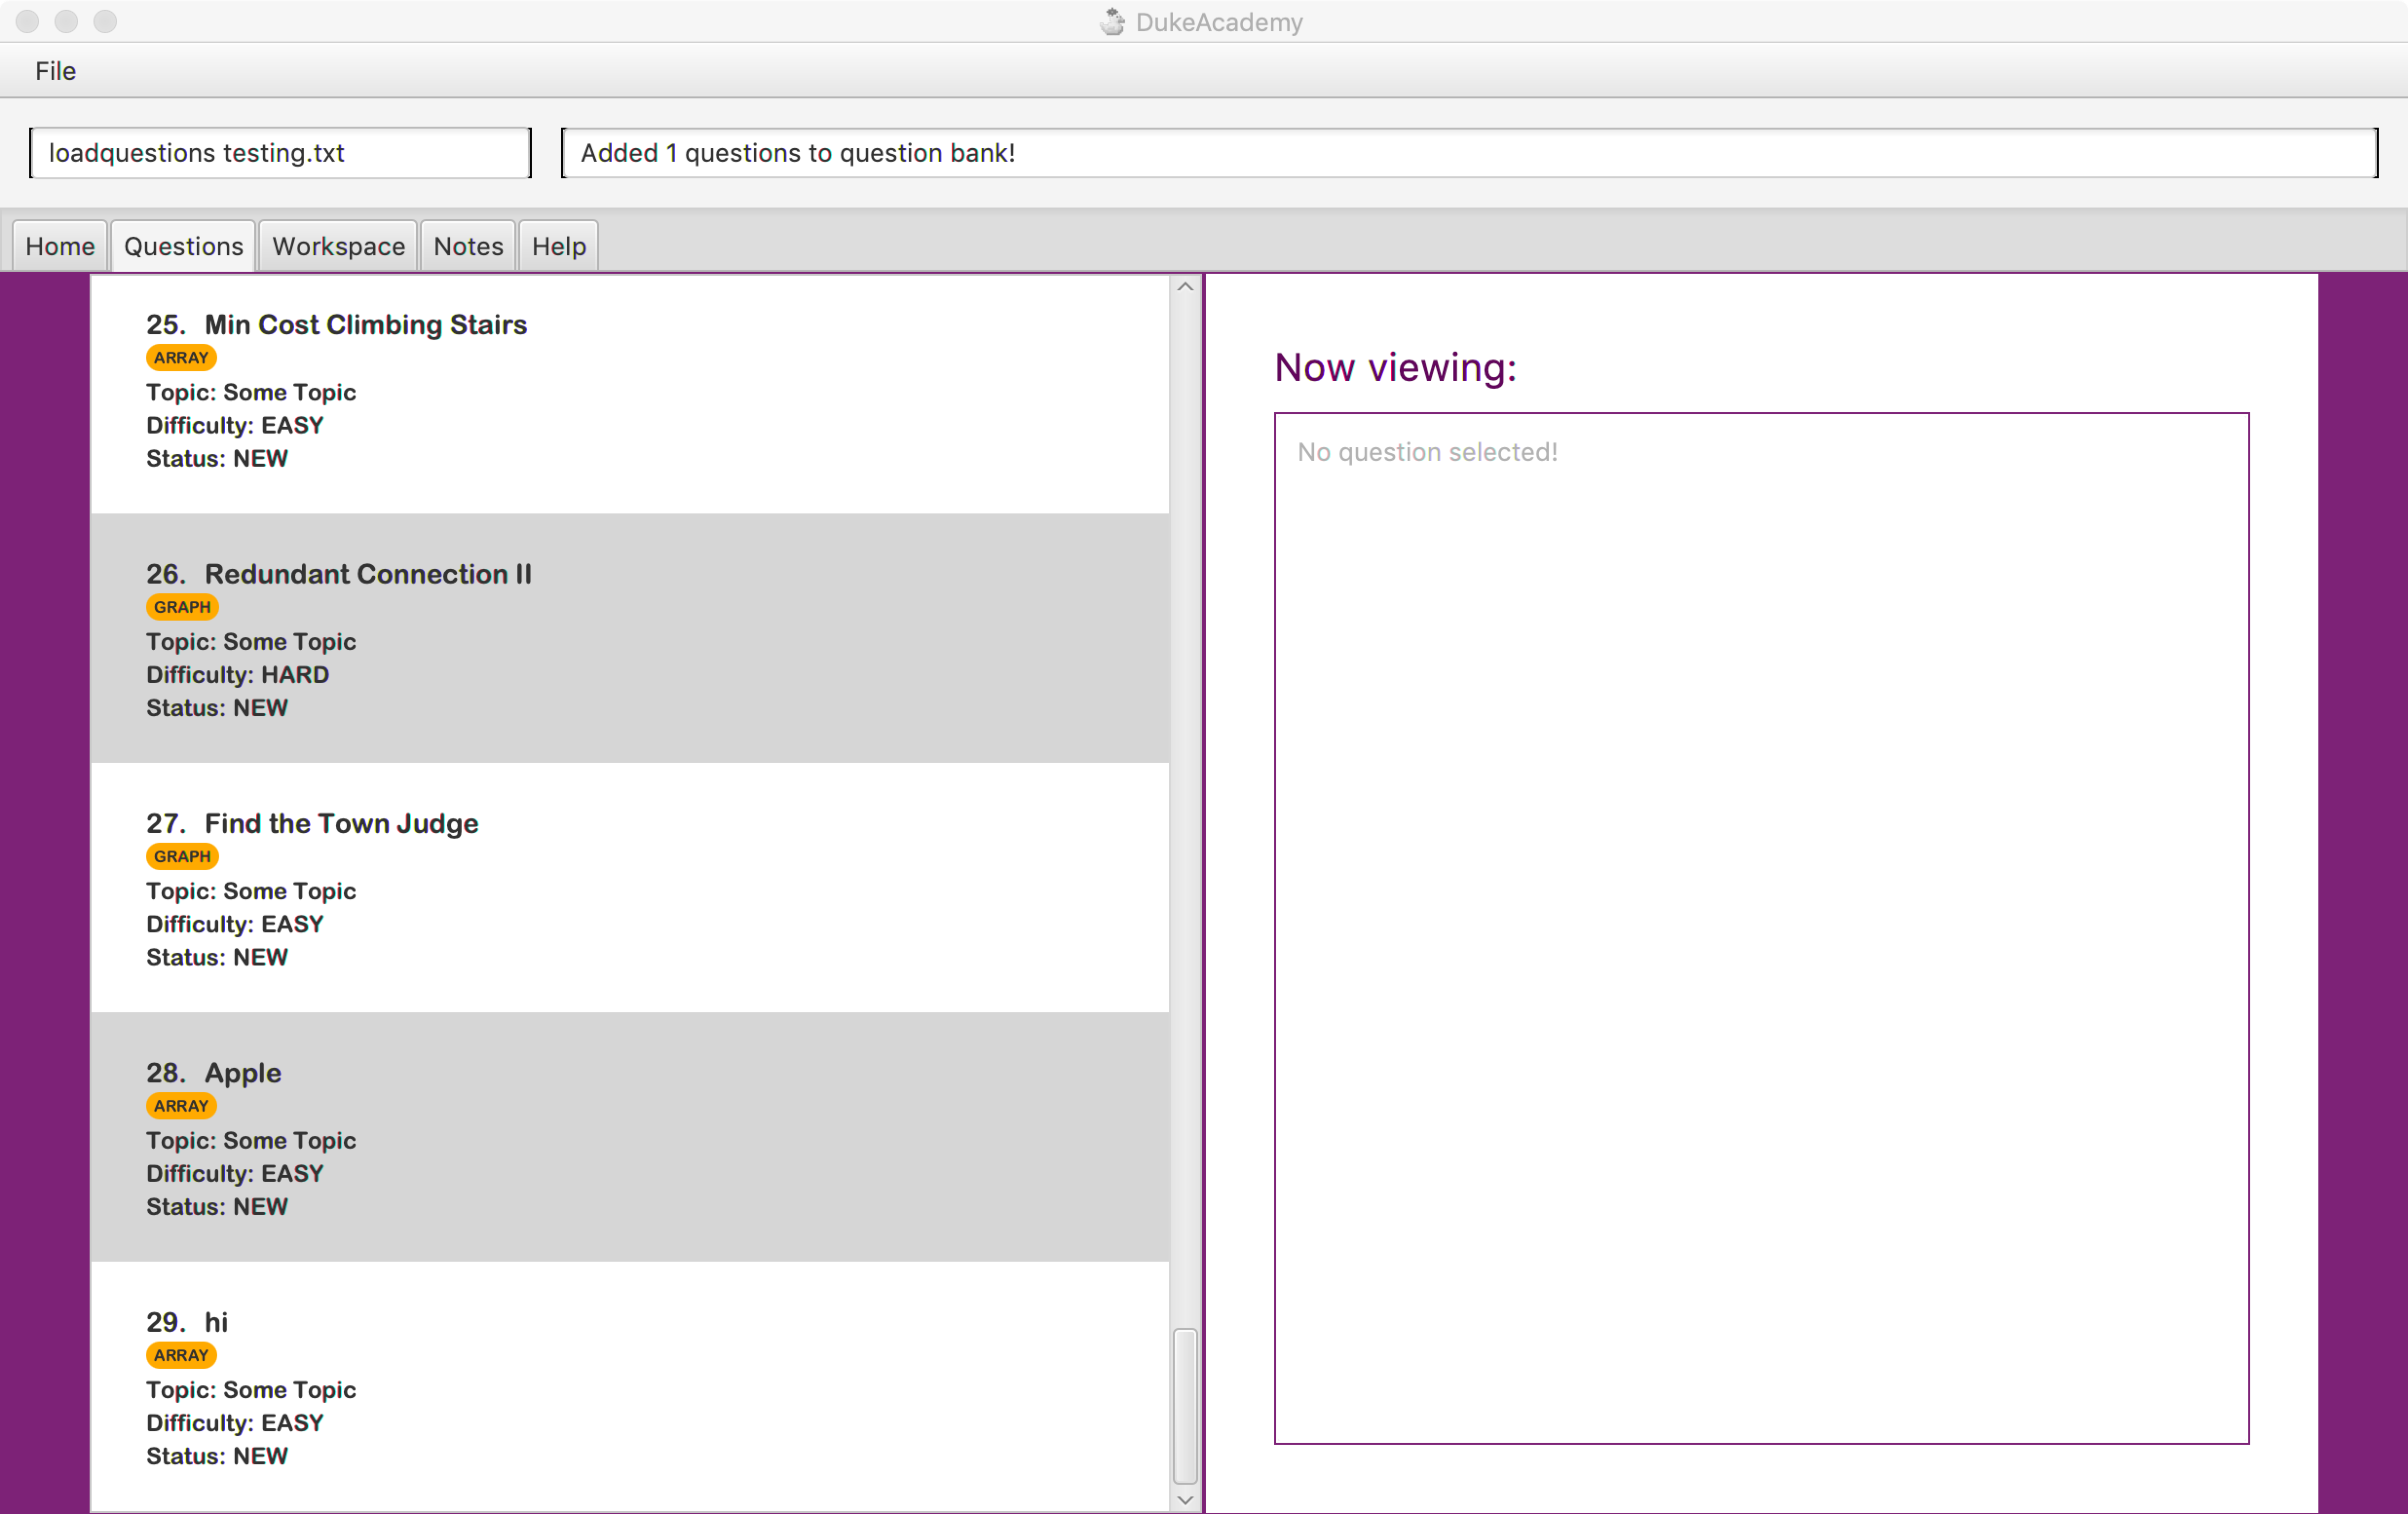 DukeAcademy
File
loadquestions testing.txt
Added 1 questions to question bank!
Home Questions Workspace Notes Help
25. Min Cost Climbing Stairs
ARRAY
Topic: Some Topic
Difficulty: EASY
Status: NEW
26. Redundant Connection II
GRAPH
Topic: Some Topic
Difficulty: HARD
Status: NEW
27. Find the Town Judge
GRAPH
Topic: Some Topic
Difficulty: EASY
Status: NEW
28. Apple
ARRAY
Topic: Some Topic
Difficulty: EASY
Status: NEW
29. hi
ARRAY
Topic: Some Topic
Difficulty: EASY
Status: NEW
Now viewing:
No question selected!